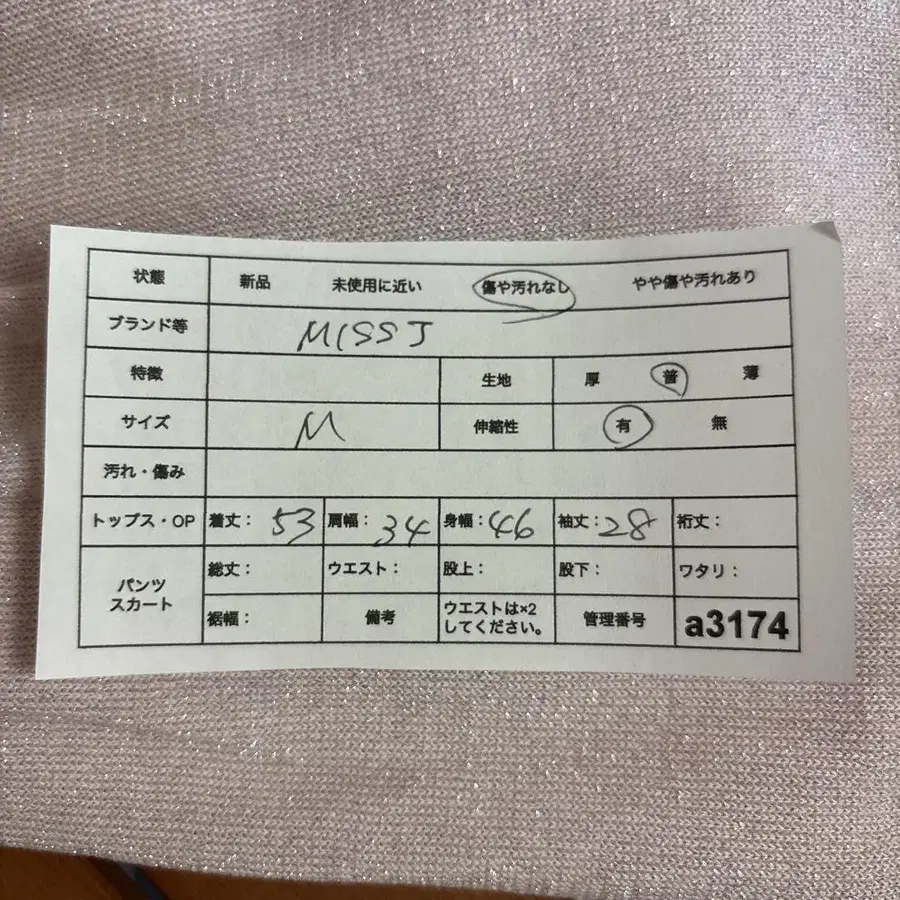 状態 新品 未使用に近い 傷や汚れなし やや傷や汚れあり
ブランド等 MISS J
特徴 生地 厚 普 薄
サイズ M 伸縮性 有 無
汚れ・傷み
トップス・OP 着丈: 53 肩幅: 34 身幅: 46 袖丈: 28 裄丈:
パンツ スカート
総丈: ウエスト: 股上: 股下: ワタリ:
裾幅: 備考 ウエストは×2 してください。 管理番号 a3174